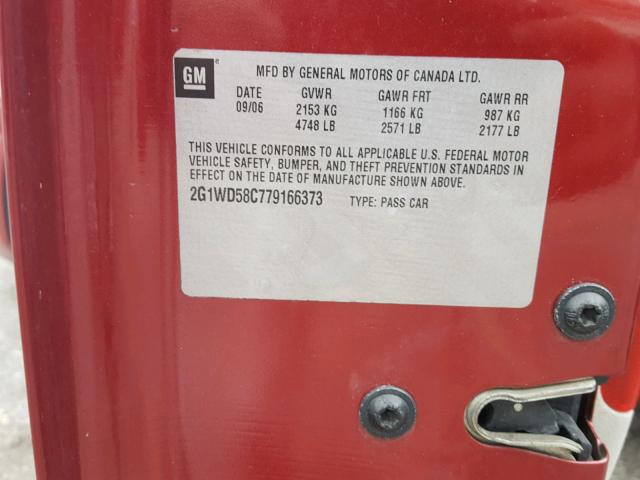 GM MFD BY GENERAL MOTORS OF CANADA LTD.
DATE GVWR GAWR FRT GAWR RR
09/06 2153 KG 1166 KG 987 KG
4748 LB 2571 LB 2177 LB
THIS VEHICLE CONFORMS TO ALL APPLICABLE U.S. FEDERAL MOTOR
VEHICLE SAFETY, BUMPER, AND THEFT PREVENTION STANDARDS IN
EFFECT ON THE DATE OF MANUFACTURE SHOWN ABOVE.
2G1WD58C779166373 TYPE: PASS CAR